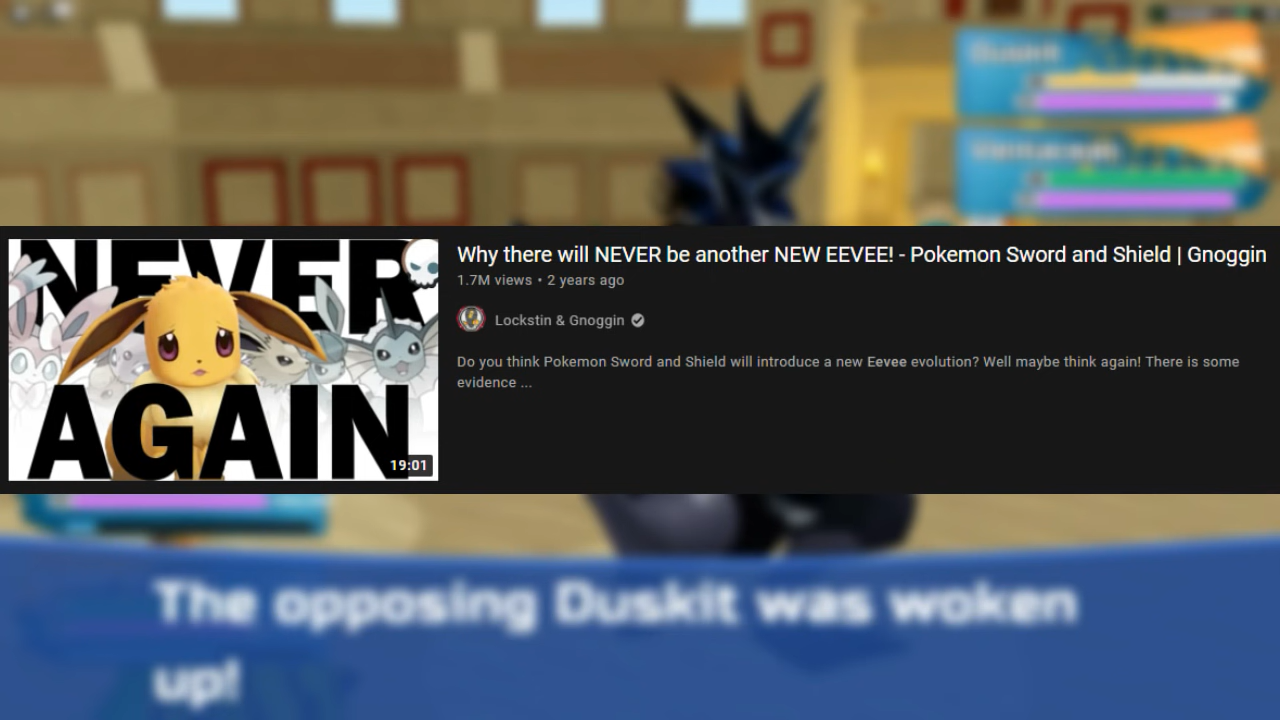 Duskit
NEVER
AGAIN
19:01
Why there will NEVER be another NEW EEVEE! - Pokemon Sword and Shield | Gnoggin
1.7M views • 2 years ago
Lockstin & Gnoggin
Do you think Pokemon Sword and Shield will introduce a new Eevee evolution? Well maybe think again! There is some
evidence ...
The opposing Duskit was woken
up!